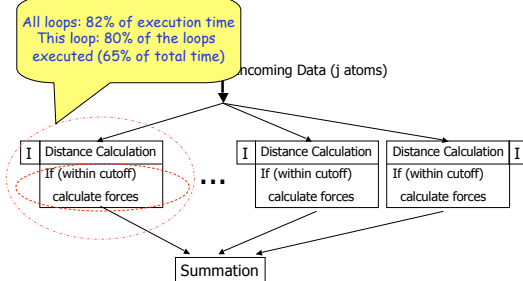 All loops: 82% of execution time
This loop: 80% of the loops
executed (65% of total time)
ncoming Data (j atoms)
I Distance Calculation
If (within cutoff)
calculate forces
...
I Distance Calculation
If (within cutoff)
calculate forces
Distance Calculation I
If (within cutoff)
calculate forces
Summation